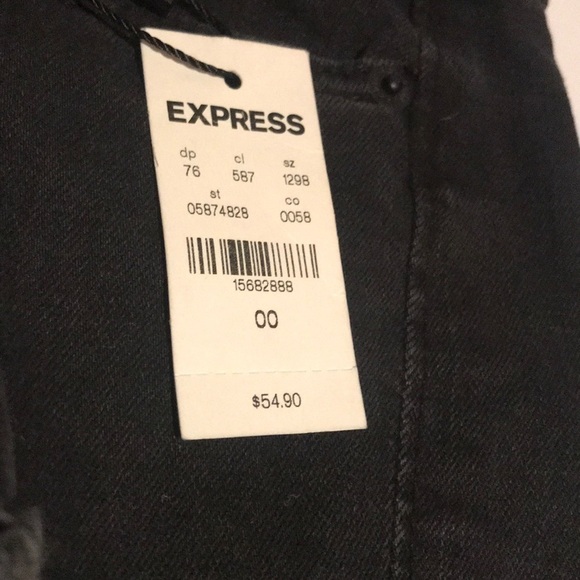 EXPRESS
dp cl sz
76 587 1298
st co
05874828 0058
15682888
00
$54.90